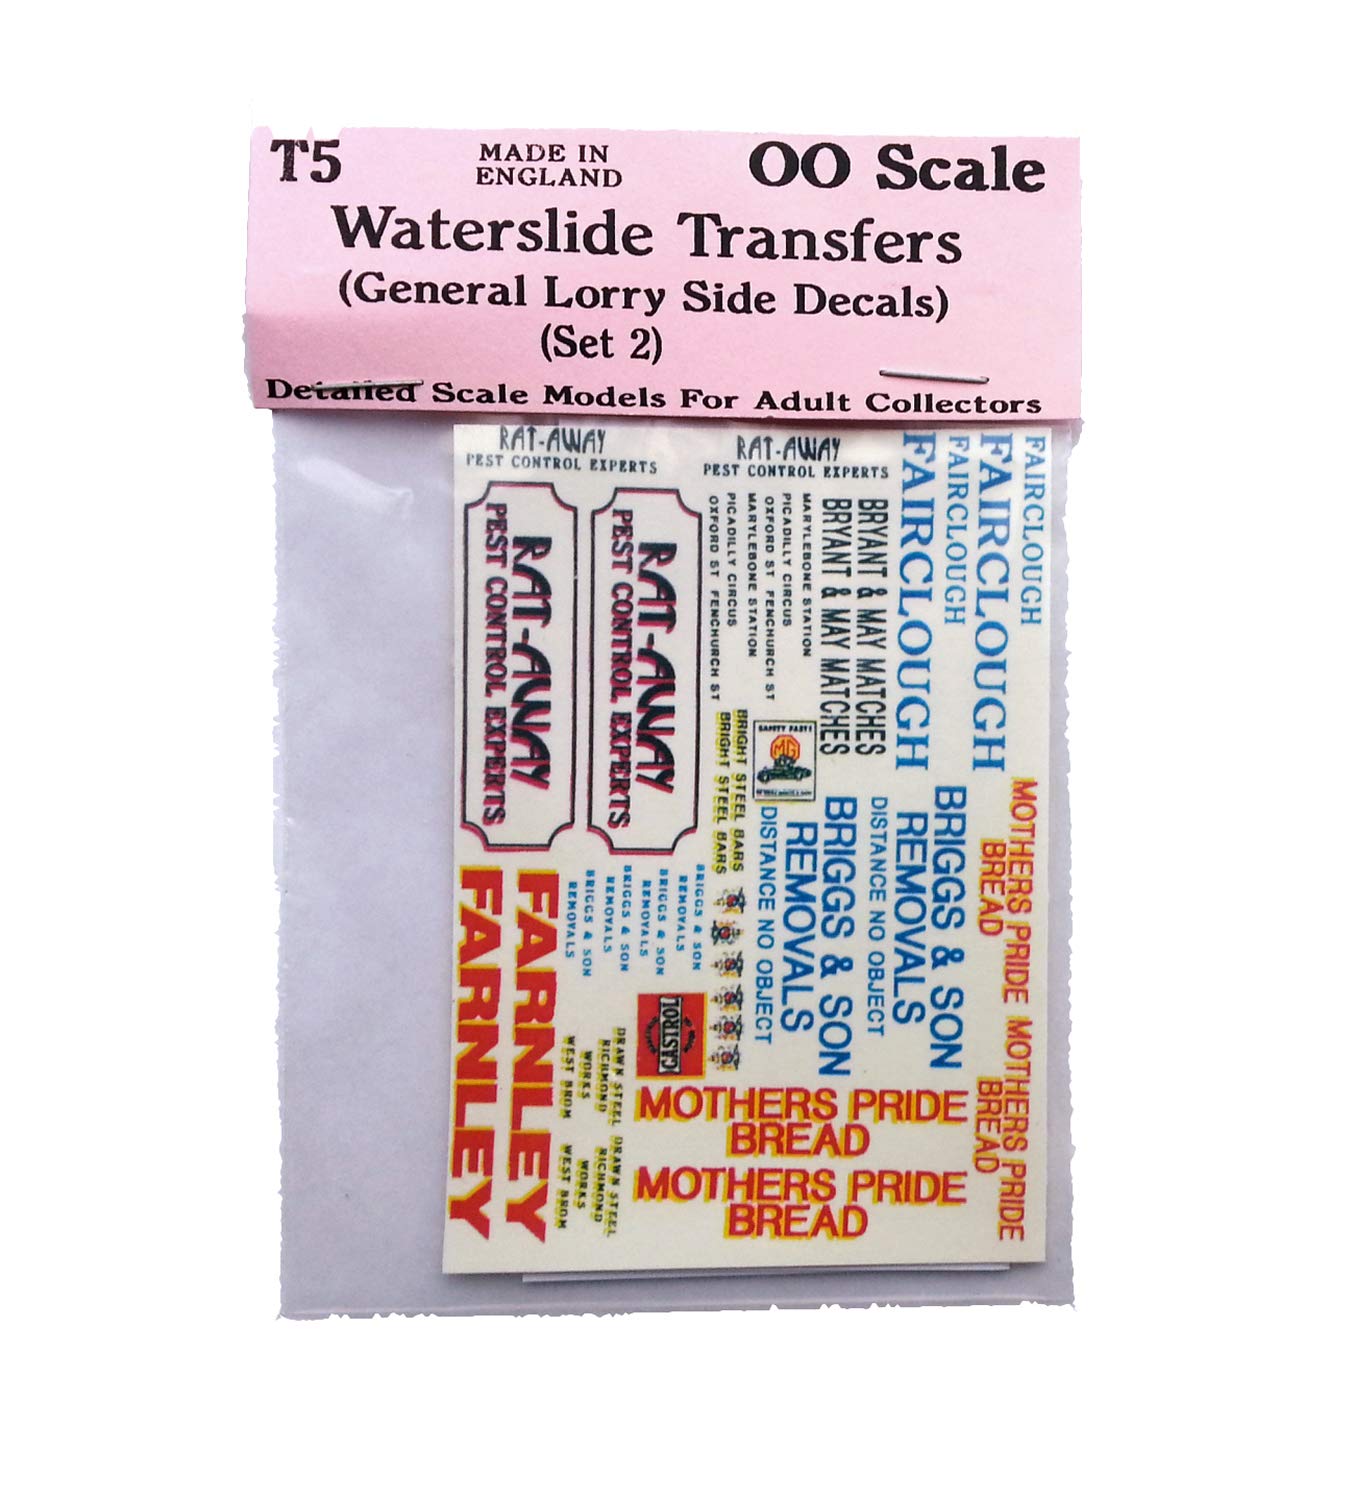 T5
MADE IN
ENGLAND
OO Scale
Waterslide Transfers
(General Lorry Side Decals)
(Set 2)
Detailed Scale Models For Adult Collectors
RAT-AWAY
PEST CONTROL EXPERTS
RAT-AWAY
PEST CONTROL EXPERTS
RAT-AWAY
PEST CONTROL EXPERTS
RAT-AWAY
PEST CONTROL EXPERTS
FAIRCLOUGH
FAIRCLOUGH
FAIRCLOUGH
FAIRCLOUGH
BRYANT & MAY MATCHES
BRYANT & MAY MATCHES
MARYLEBONE STATION
PICADILLY CIRCUS
OXFORD ST FENCHURCH ST
MARYLEBONE STATION
PICADILLY CIRCUS
OXFORD ST FENCHURCH ST
SAFETY FAST!
MG
BRIGHT STEEL BARS
BRIGHT STEEL BARS
BRIGGS & SON
REMOVALS
DISTANCE NO OBJECT
BRIGGS & SON
REMOVALS
DISTANCE NO OBJECT
MOTHERS PRIDE
BREAD
MOTHERS PRIDE
BREAD
BRIGGS & SON
REMOVALS
BRIGGS & SON
REMOVALS
BRIGGS & SON
REMOVALS
BRIGGS & SON
REMOVALS
CASTROL
FARNLEY
FARNLEY
DRAWN STEEL
RICHMOND
WORKS
WEST BROM
DRAWN STEEL
RICHMOND
WORKS
WEST BROM
MOTHERS PRIDE
BREAD
MOTHERS PRIDE
BREAD